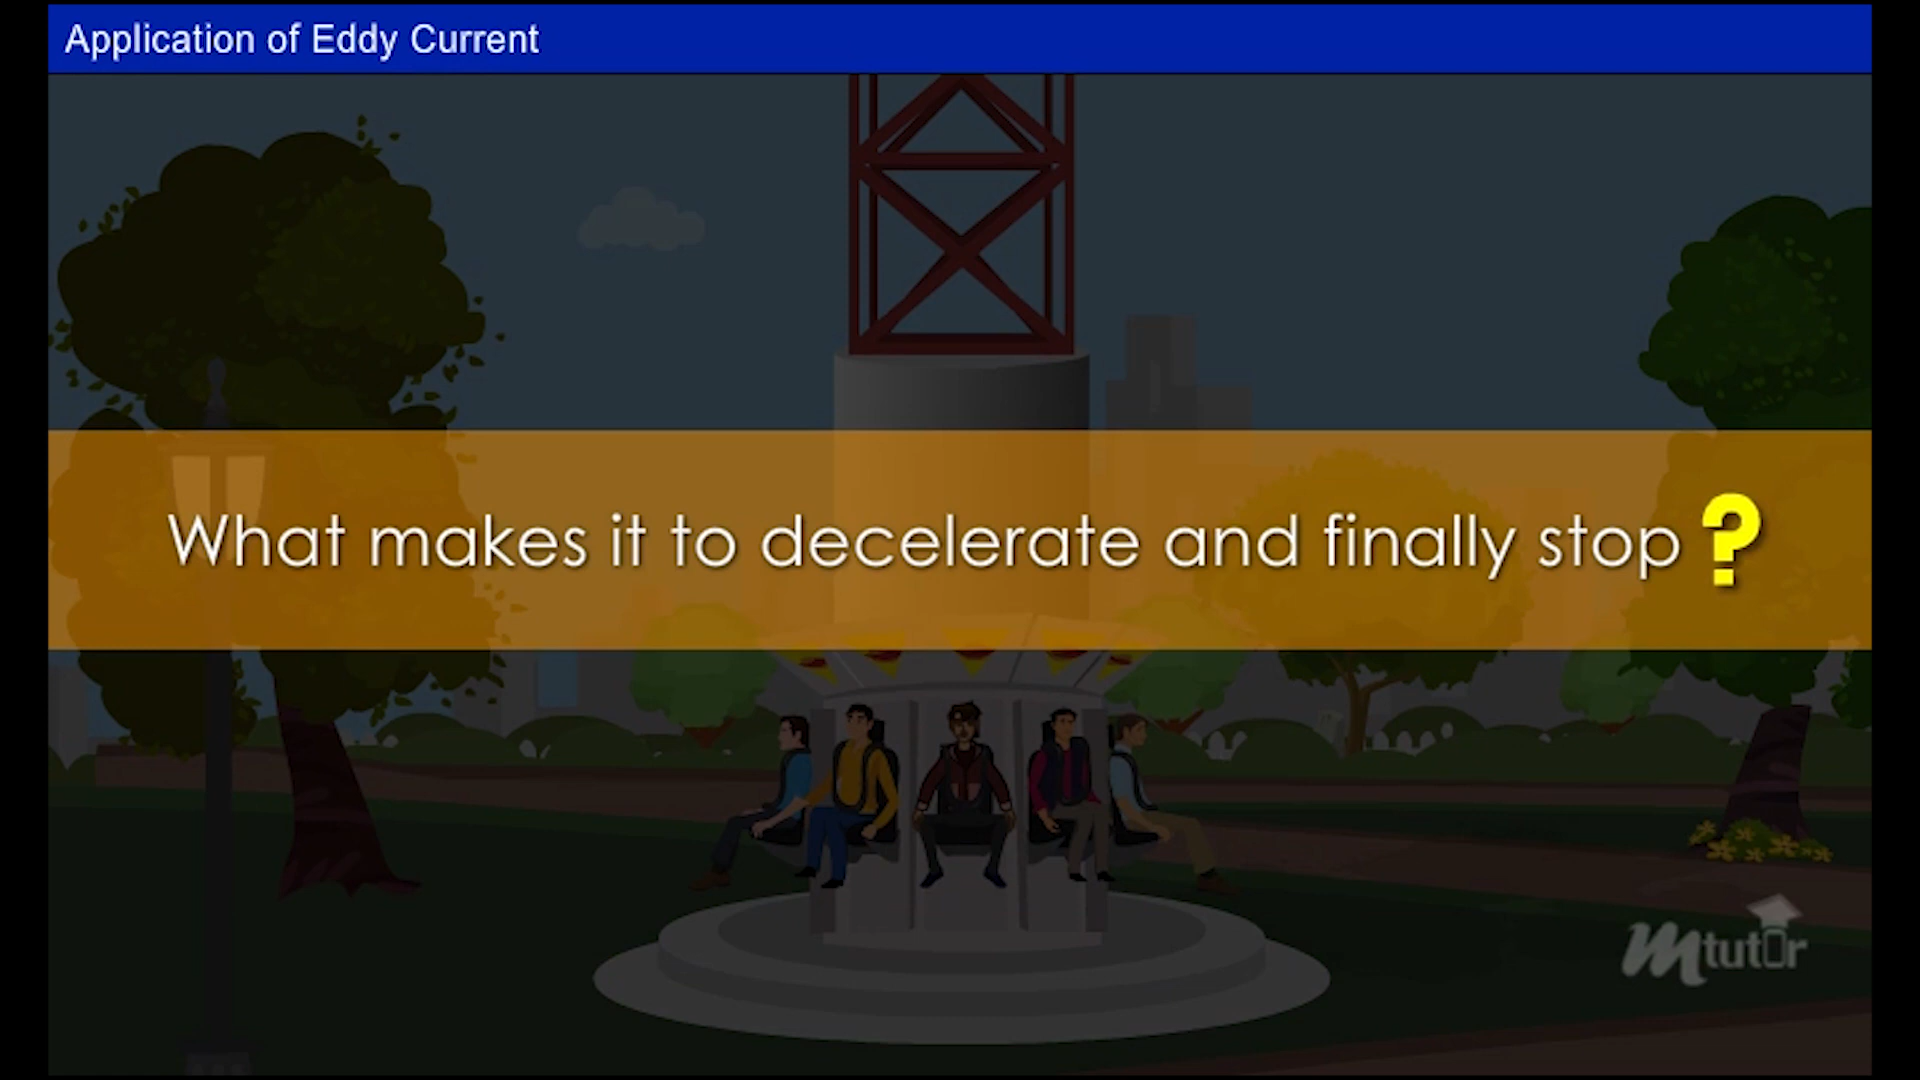 Application of Eddy Current
What makes it to decelerate and finally stop?
mtutor